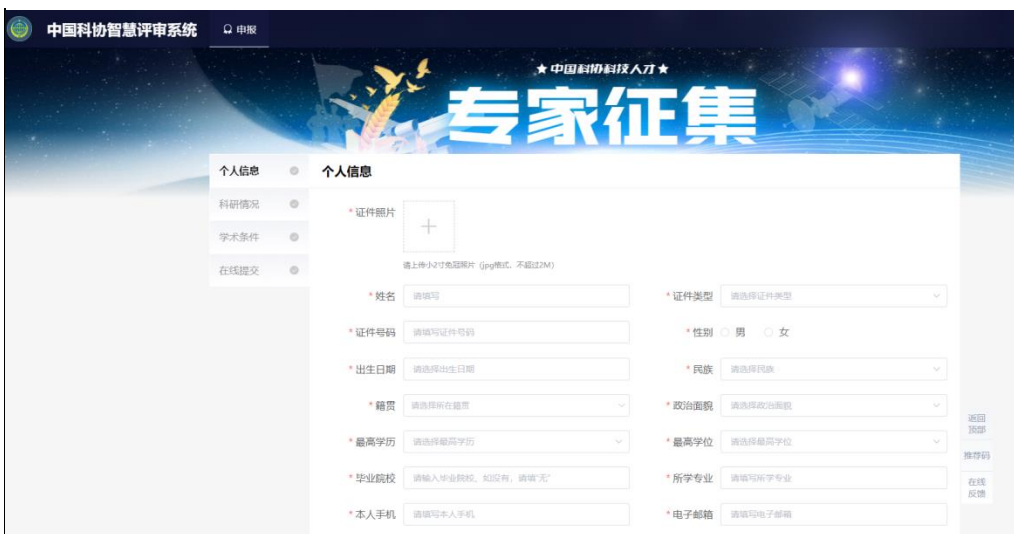 中国科协智慧评审系统 申报
★中国科协科技人才★
专家征集
个人信息
科研情况
学术条件
在线提交
个人信息
*证件照片
+
请上传小2寸免冠照片 (jpg格式，不超过2M)
*姓名 请填写 *证件类型 请选择证件类型
*证件号码 请填写证件号码 *性别 男 女
*出生日期 请选择出生日期 *民族 请选择民族
*籍贯 请选择所在籍贯 *政治面貌 请选择政治面貌
*最高学历 请选择最高学历 *最高学位 请选择最高学位
*毕业院校 请输入毕业院校，如没有，请填"无" *所学专业 请填写所学专业
*本人手机 请填写本人手机 *电子邮箱 请填写电子邮箱
返回
顶部
推荐码
在线
反馈